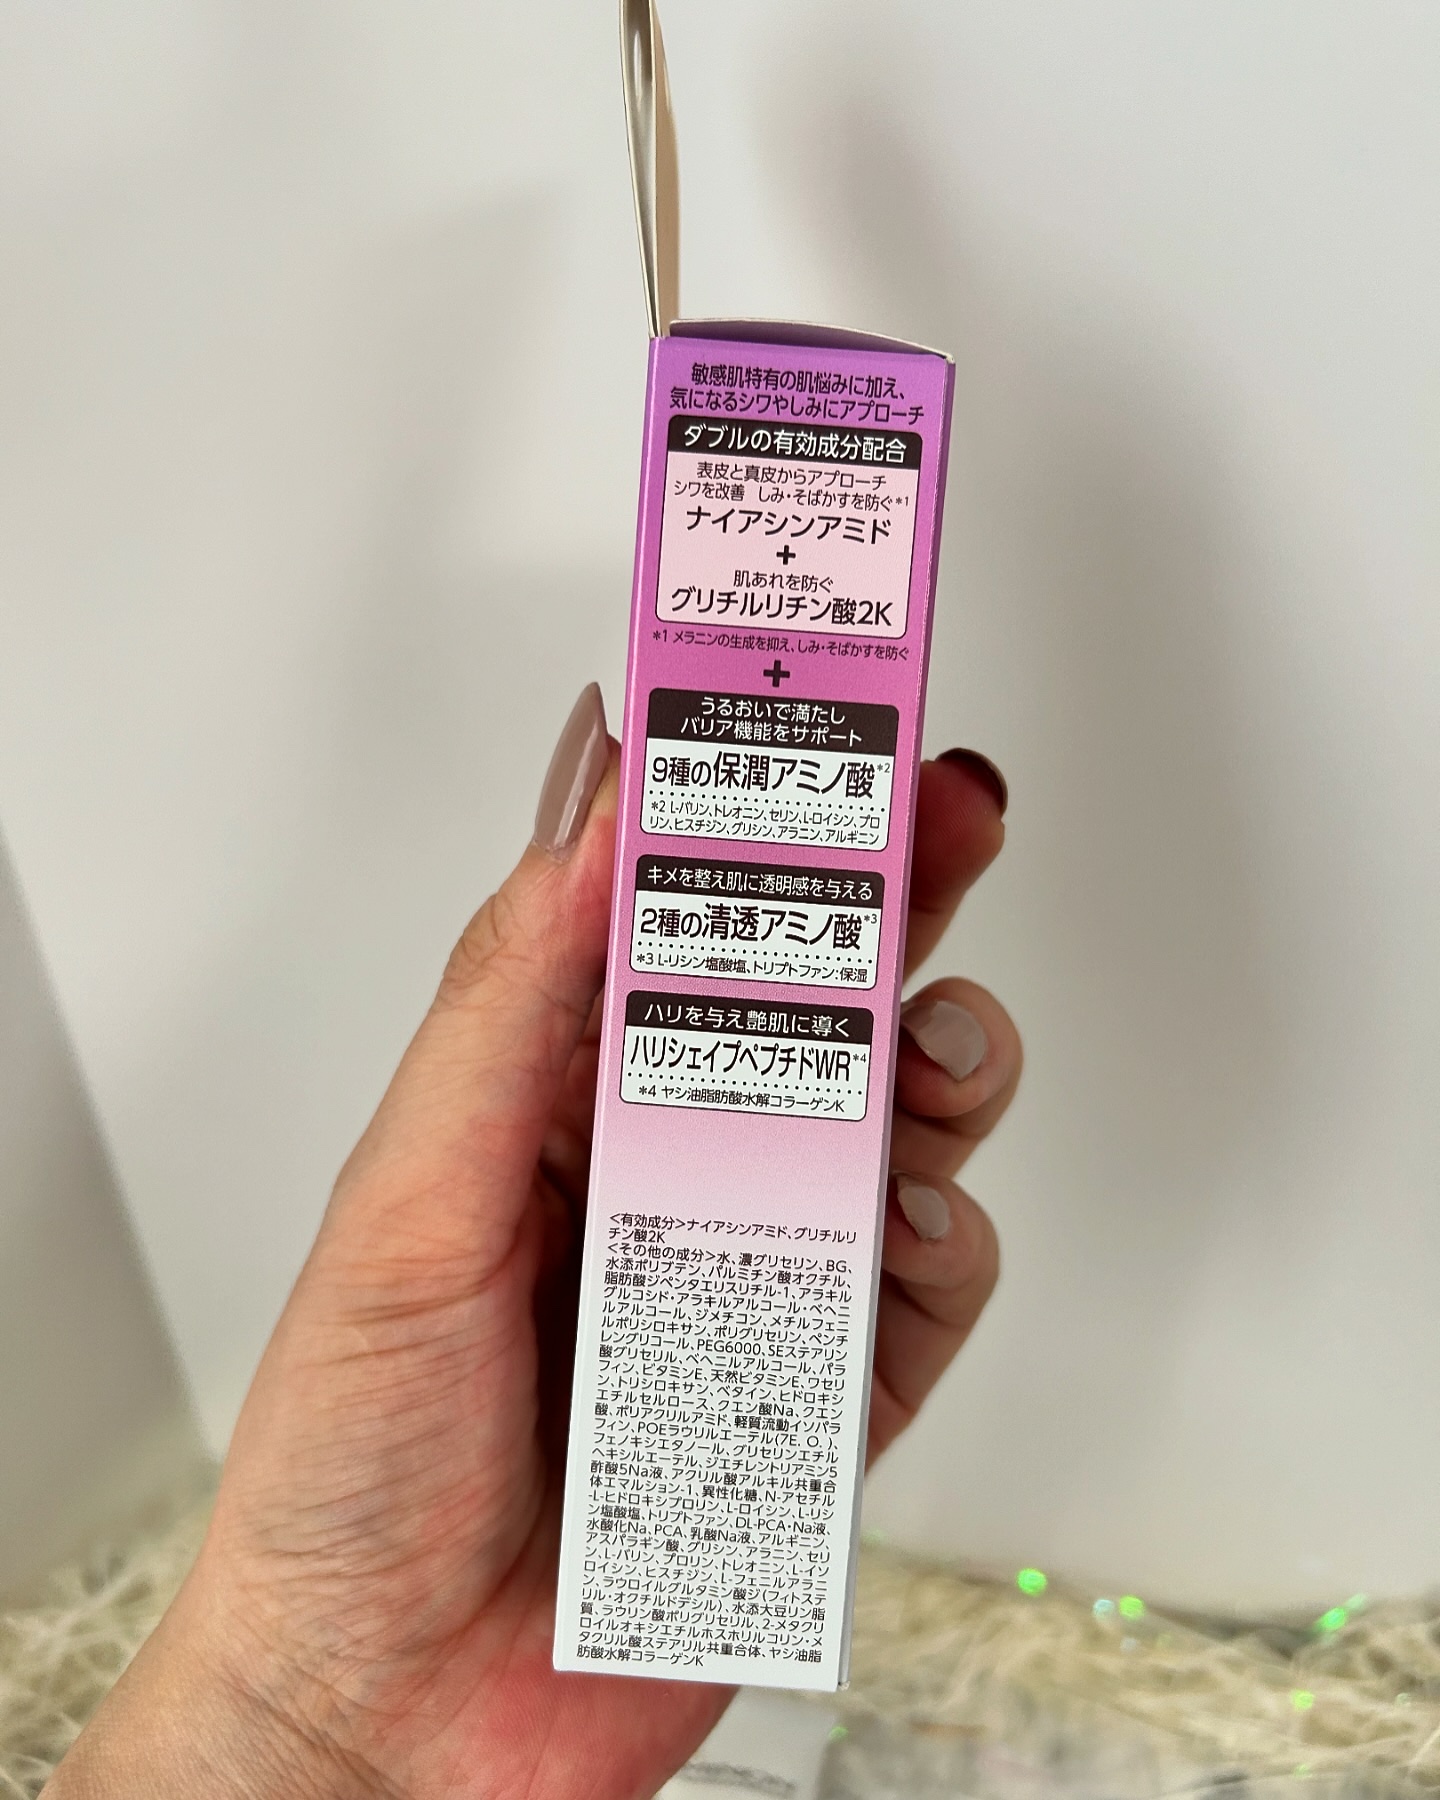 敏感肌特有の肌悩みに加え、
気になるシワやしみにアプローチ
ダブルの有効成分配合
表皮と真皮からアプローチ
シワを改善 しみ・そばかすを防ぐ*1
ナイアシンアミド
+
肌あれを防ぐ
グリチルリチン酸2K
*1 メラニンの生成を抑え、しみ・そばかすを防ぐ
+
うるおいで満たし
バリア機能をサポート
9種の保潤アミノ酸*2
*2 L-バリン、トレオニン、セリン、L-ロイシン、プロ
リン、ヒスチジン、グリシン、アラニン、アルギニン
キメを整え肌に透明感を与える
2種の清透アミノ酸*3
*3 L-リシン塩酸塩、トリプトファン：保湿
ハリを与え艶肌に導く
ハリシェイプペプチドWR*4
*4 ヤシ油脂肪酸水解コラーゲンK
<有効成分>ナイアシンアミド、グリチルリ
チン酸2K
<その他の成分>水、濃グリセリン、BG、
水添ポリブテン、パルミチン酸オクチル、
脂肪酸ジペンタエリスリチル-1、アラキル
グルコシド・アラキルアルコール・ベヘニ
ルアルコール、ジメチコン、メチルフェニ
ルポリシロキサン、ポリグリセリン、ペンチ
レングリコール、PEG6000、SEステアリン
酸グリセリル、ベヘニルアルコール、パラ
フィン、ビタミンE、天然ビタミンE、ワセリ
ン、トリシロキサン、ベタイン、ヒドロキシ
エチルセルロース、クエン酸Na、クエン
酸、ポリアクリルアミド、軽質流動イソパラ
フィン、POEラウリルエーテル(7E. O. )、
フェノキシエタノール、グリセリンエチル
ヘキシルエーテル、ジエチレントリアミン5
酢酸5Na液、アクリル酸アルキル共重合
体エマルション-1、異性化糖、N-アセチル
-L-ヒドロキシプロリン、L-ロイシン、L-リシ
ン塩酸塩、トリプトファン、DL-PCA・Na液、
水酸化Na、PCA、乳酸Na液、アルギニン、
アスパラギン酸、グリシン、アラニン、セリ
ン、L-バリン、プロリン、トレオニン、L-イソ
ロイシン、ヒスチジン、L-フェニルアラニ
ン、ラウロイルグルタミン酸ジ(フィトステ
リル・オクチルドデシル)、水添大豆リン脂
質、ラウリン酸ポリグリセリル、2-メタクリ
ロイルオキシエチルホスホリルコリン・メ
タクリル酸ステアリル共重合体、ヤシ油脂
肪酸水解コラーゲンK